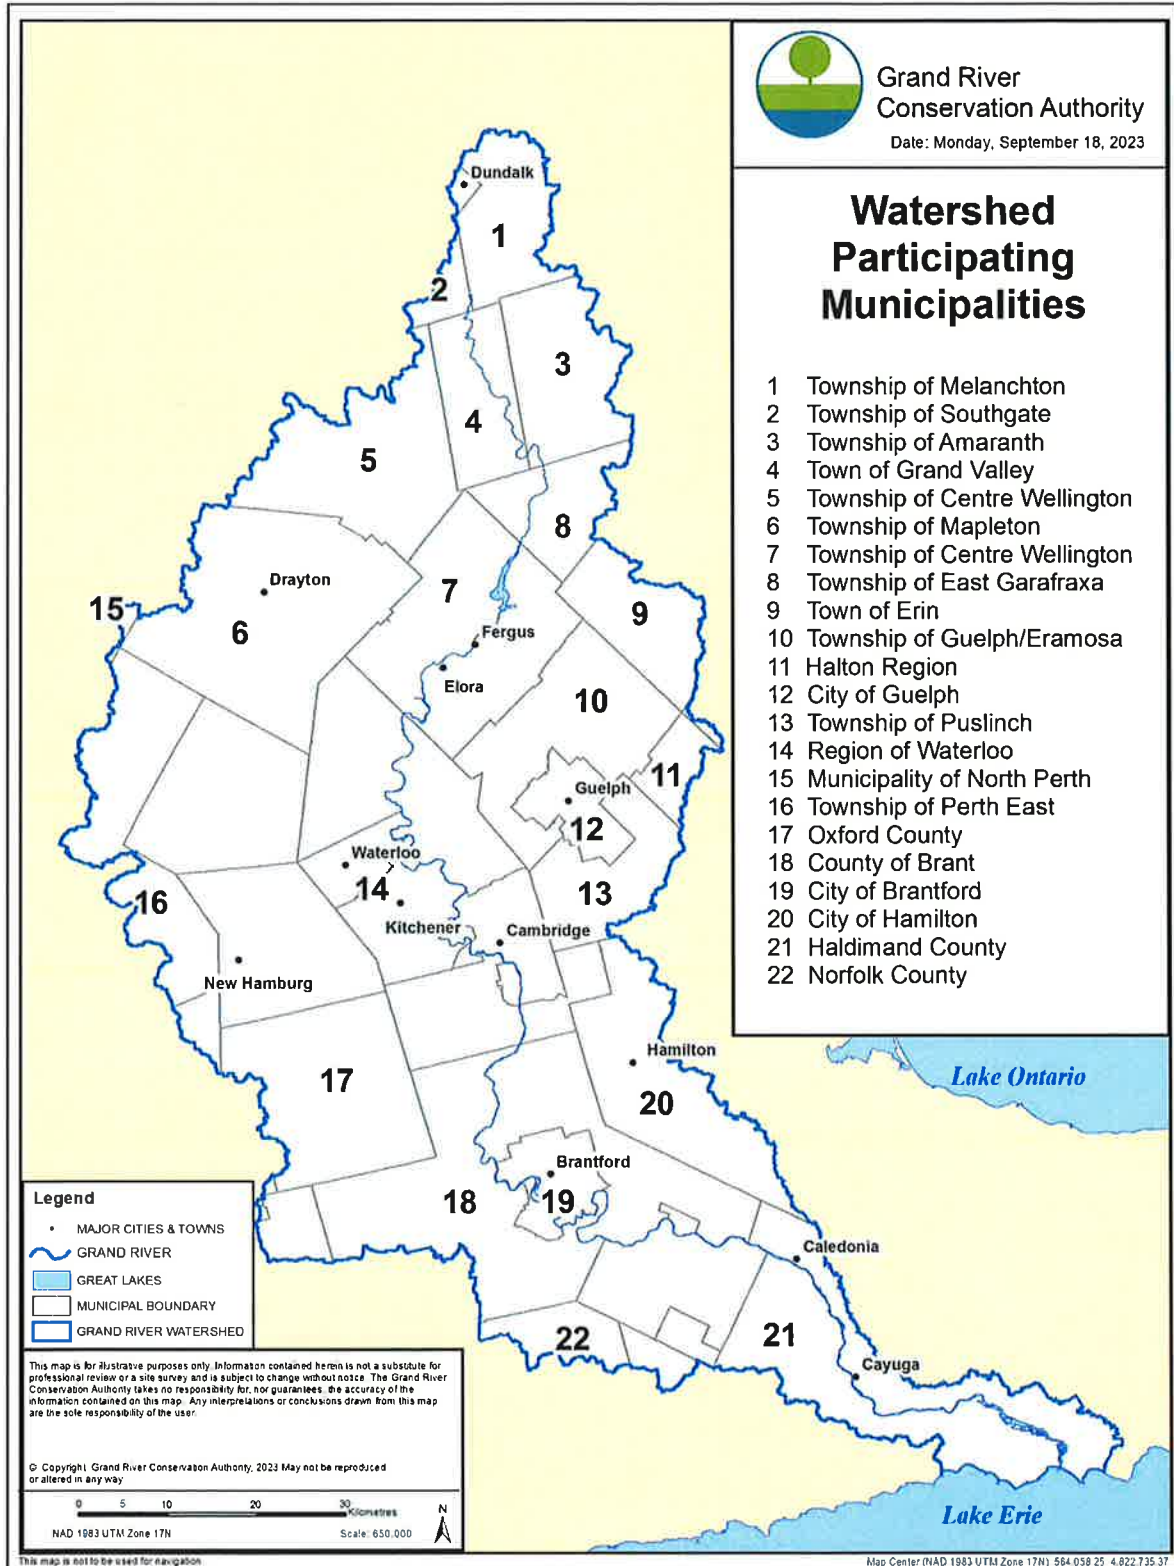 Grand River
Conservation Authority
Date: Monday, September 18, 2023
Watershed
Participating
Municipalities
1 Township of Melanchton
2 Township of Southgate
3 Township of Amaranth
4 Town of Grand Valley
5 Township of Centre Wellington
6 Township of Mapleton
7 Township of Centre Wellington
8 Township of East Garafraxa
9 Town of Erin
10 Township of Guelph/Eramosa
11 Halton Region
12 City of Guelph
13 Township of Puslinch
14 Region of Waterloo
15 Municipality of North Perth
16 Township of Perth East
17 Oxford County
18 County of Brant
19 City of Brantford
20 City of Hamilton
21 Haldimand County
22 Norfolk County
Dundalk
1
2
3
4
5
8
Drayton
7
15
9
6
Fergus
Elora
10
11
Guelph
12
Waterloo
14
13
16
Kitchener
Cambridge
New Hamburg
Hamilton
Lake Ontario
17
20
Brantford
18
19
Caledonia
21
22
Cayuga
Lake Erie
Legend
MAJOR CITIES & TOWNS
GRAND RIVER
GREAT LAKES
MUNICIPAL BOUNDARY
GRAND RIVER WATERSHED
This map is for illustrative purposes only. Information contained herein is not a substitute for
professional review or a site survey and is subject to change without notice. The Grand River
Conservation Authority takes no responsibility for, nor guarantees, the accuracy of the
information contained on this map. Any interpretations or conclusions drawn from this map
are the sole responsibility of the user.
© Copyright Grand River Conservation Authority, 2023 May not be reproduced
or altered in any way
0 5 10 20 30
Kilometres
N
NAD 1983 UTM Zone 17N Scale: 650,000
This map is not to be used for navigation
Map Center (NAD 1983 UTM Zone 17N) 564,058.25 4,822,735.37